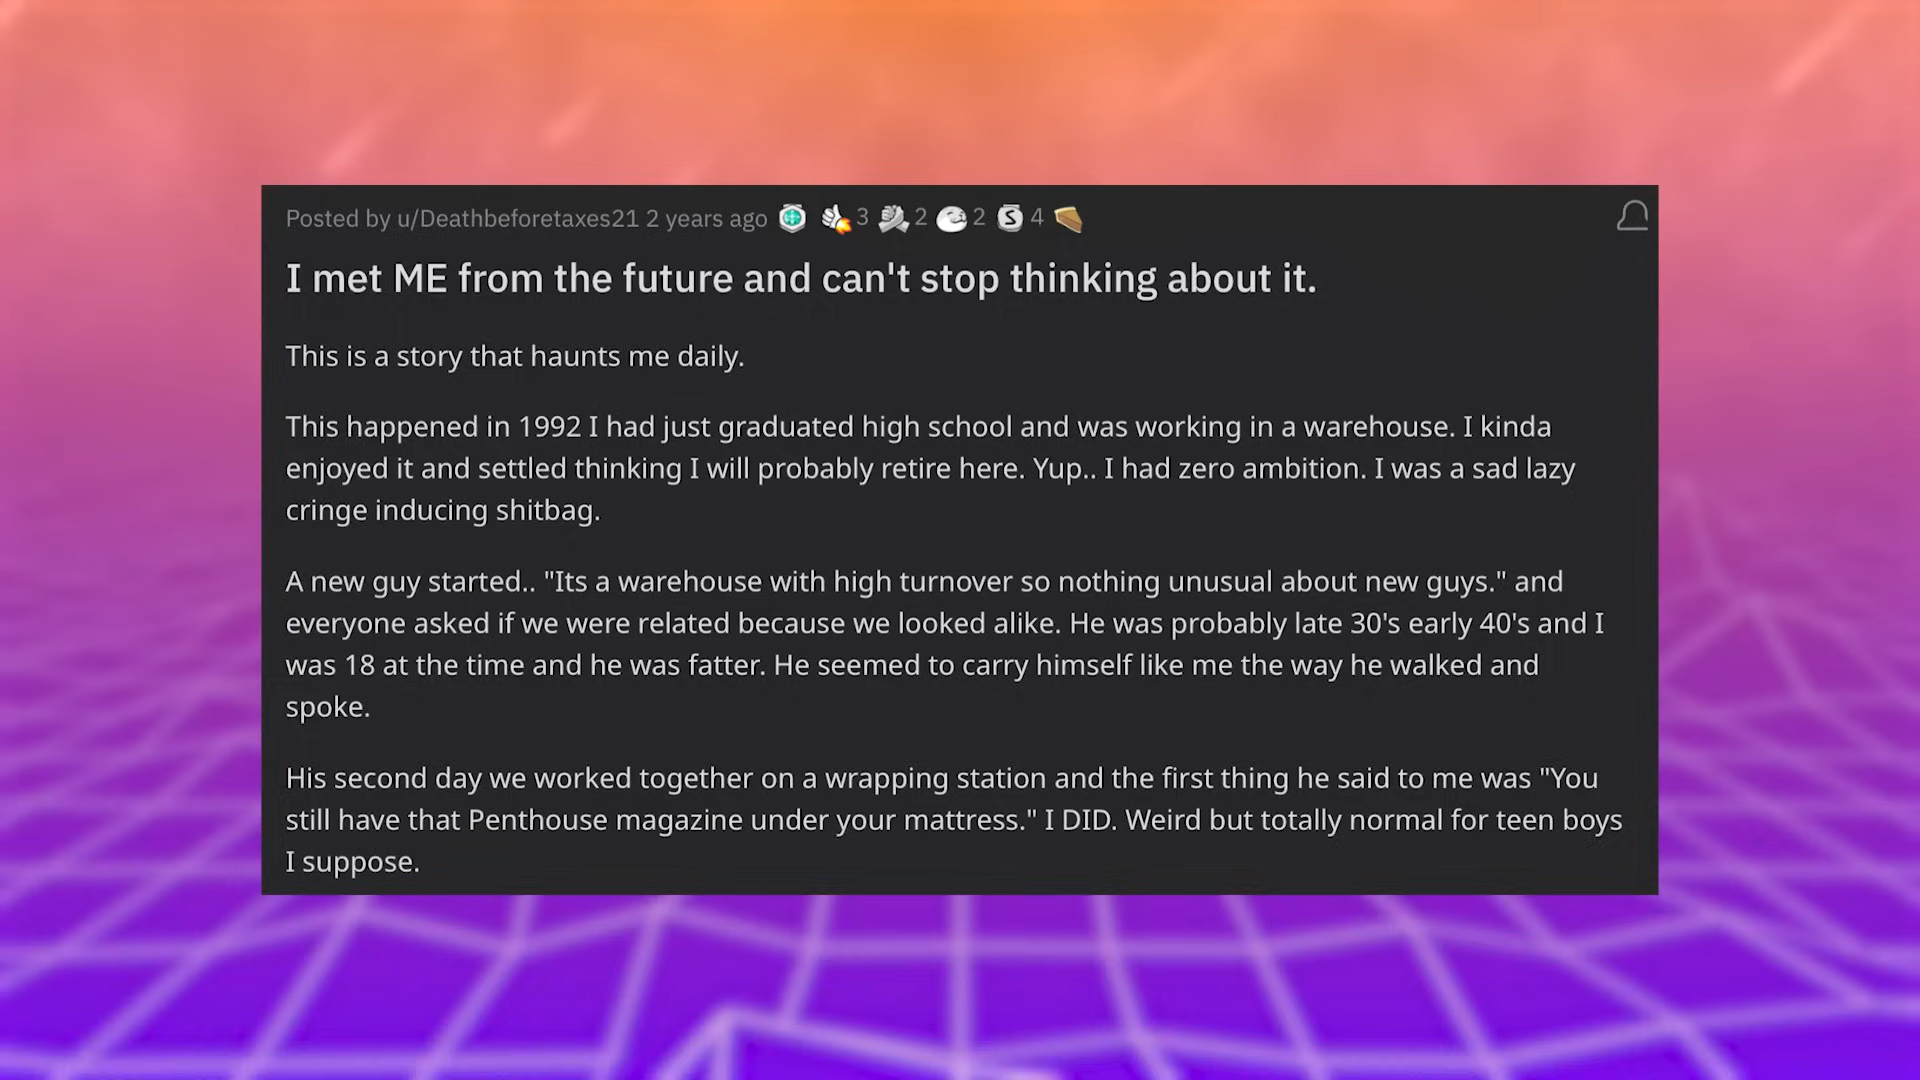 Posted by u/Deathbeforetaxes21 2 years ago 3 2 2 S 4
I met ME from the future and can't stop thinking about it.
This is a story that haunts me daily.
This happened in 1992 I had just graduated high school and was working in a warehouse. I kinda
enjoyed it and settled thinking I will probably retire here. Yup.. I had zero ambition. I was a sad lazy
cringe inducing shitbag.
A new guy started.. "Its a warehouse with high turnover so nothing unusual about new guys." and
everyone asked if we were related because we looked alike. He was probably late 30's early 40's and I
was 18 at the time and he was fatter. He seemed to carry himself like me the way he walked and
spoke.
His second day we worked together on a wrapping station and the first thing he said to me was "You
still have that Penthouse magazine under your mattress." I DID. Weird but totally normal for teen boys
I suppose.